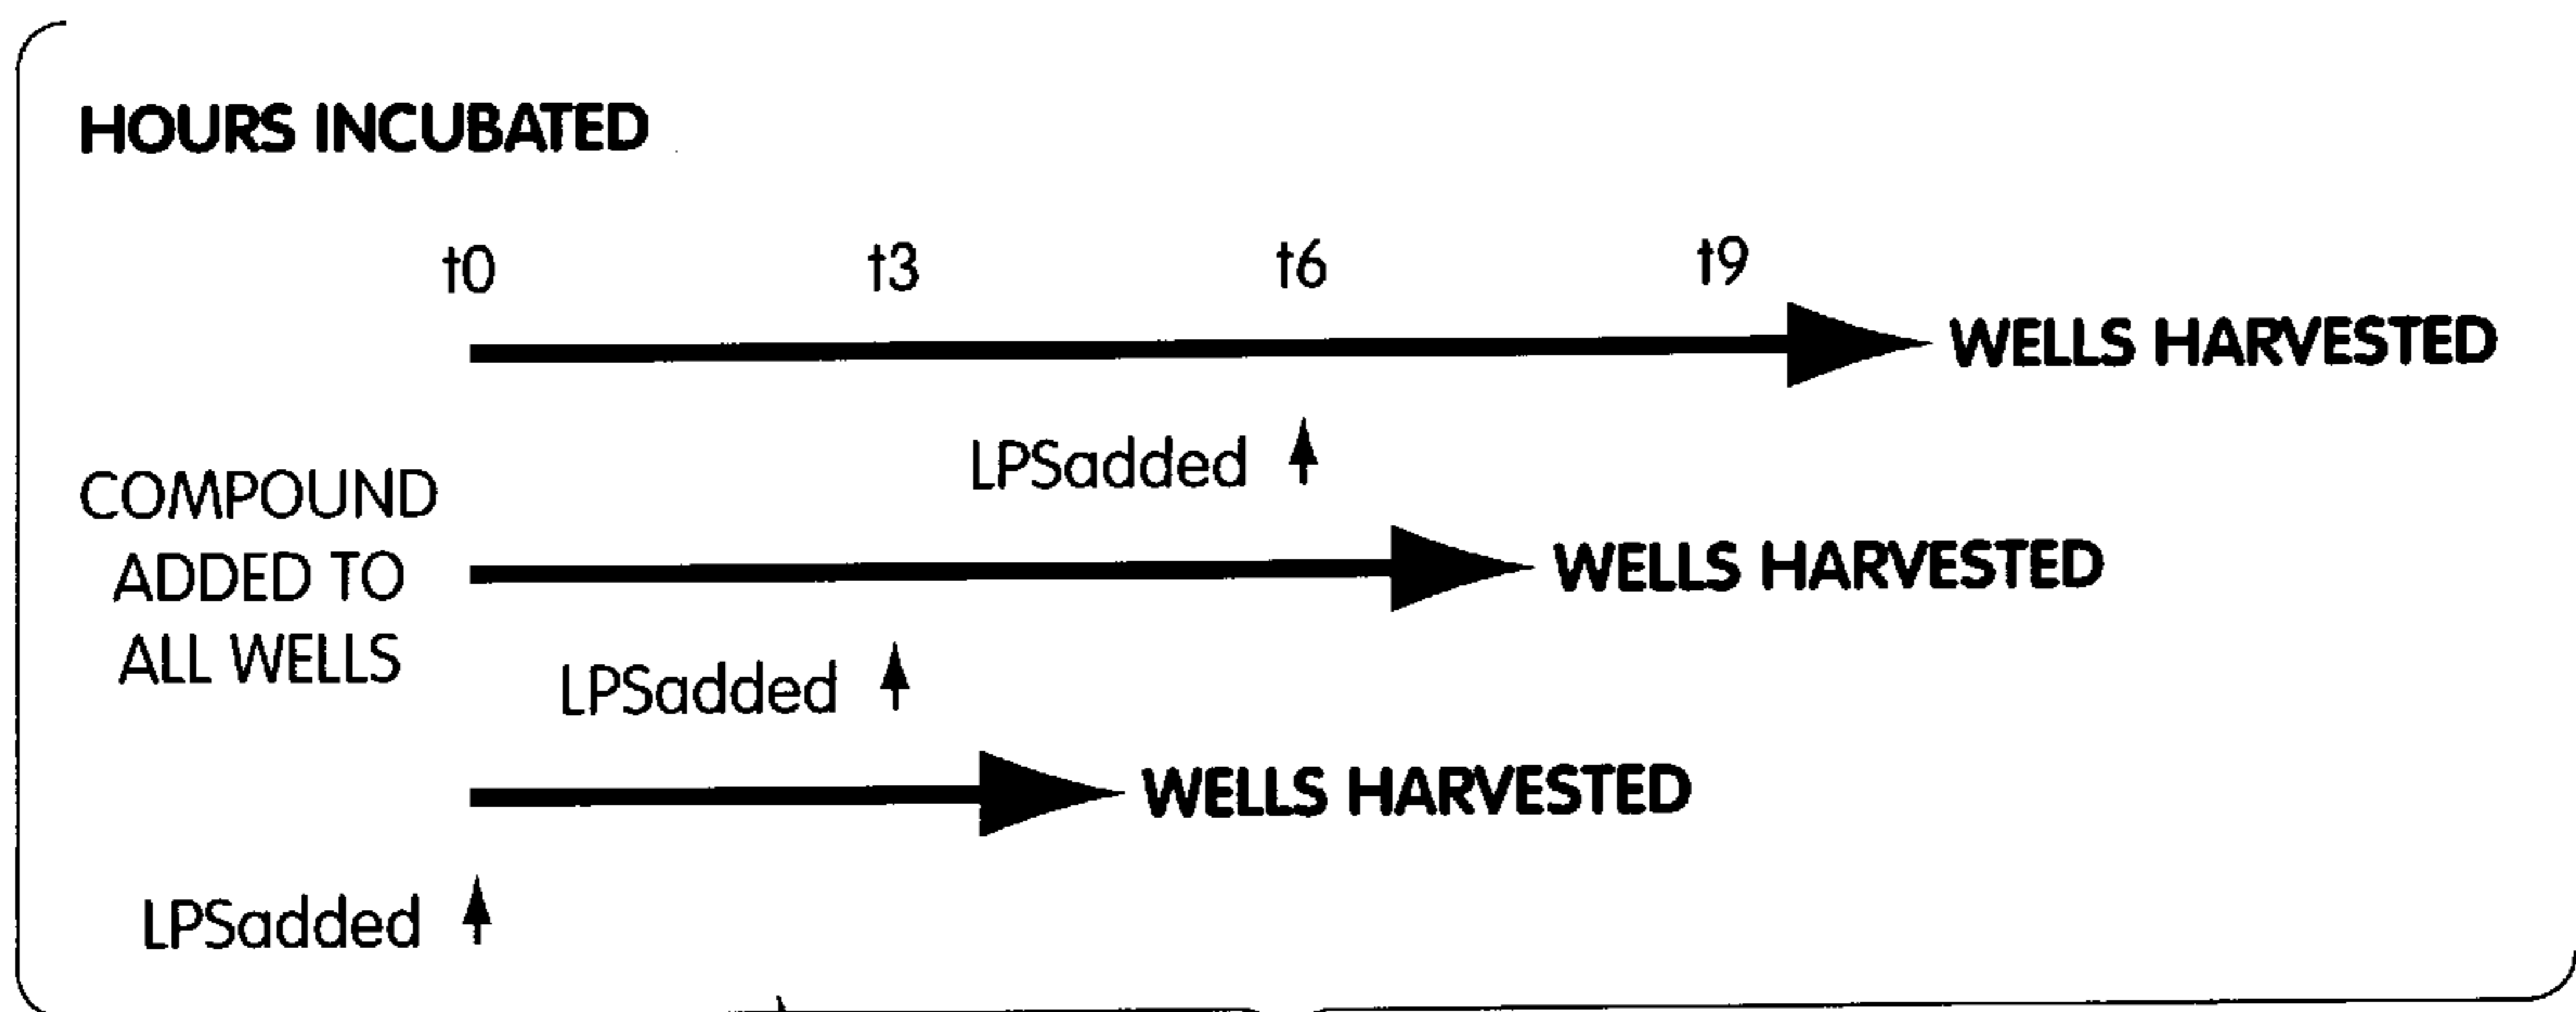 HOURS INCUBATED
t0 t3 t6 t9
WELLS HARVESTED
LPSadded
COMPOUND
ADDED TO
ALL WELLS
WELLS HARVESTED
LPSadded
WELLS HARVESTED
LPSadded